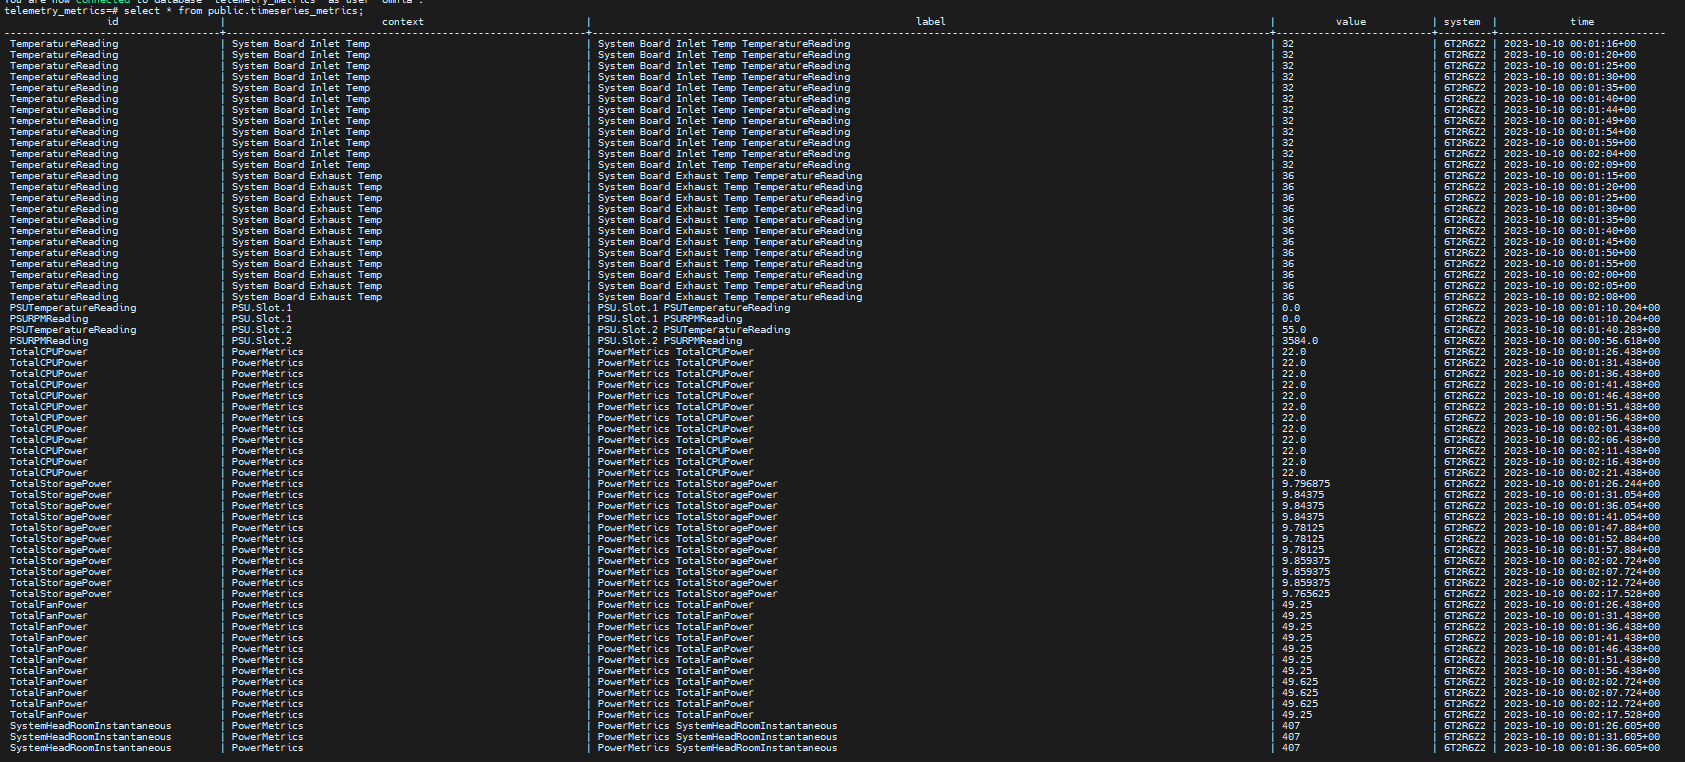 You are now connected to database "telemetry_metrics" as user "omnia".
telemetry_metrics=# select * from public.timeseries_metrics;
id | context | label | value | system | time
TemperatureReading | System Board Inlet Temp | System Board Inlet Temp TemperatureReading | 32 | 6T2R6Z2 | 2023-10-10 00:01:16+00
TemperatureReading | System Board Inlet Temp | System Board Inlet Temp TemperatureReading | 32 | 6T2R6Z2 | 2023-10-10 00:01:20+00
TemperatureReading | System Board Inlet Temp | System Board Inlet Temp TemperatureReading | 32 | 6T2R6Z2 | 2023-10-10 00:01:25+00
TemperatureReading | System Board Inlet Temp | System Board Inlet Temp TemperatureReading | 32 | 6T2R6Z2 | 2023-10-10 00:01:30+00
TemperatureReading | System Board Inlet Temp | System Board Inlet Temp TemperatureReading | 32 | 6T2R6Z2 | 2023-10-10 00:01:35+00
TemperatureReading | System Board Inlet Temp | System Board Inlet Temp TemperatureReading | 32 | 6T2R6Z2 | 2023-10-10 00:01:40+00
TemperatureReading | System Board Inlet Temp | System Board Inlet Temp TemperatureReading | 32 | 6T2R6Z2 | 2023-10-10 00:01:44+00
TemperatureReading | System Board Inlet Temp | System Board Inlet Temp TemperatureReading | 32 | 6T2R6Z2 | 2023-10-10 00:01:49+00
TemperatureReading | System Board Inlet Temp | System Board Inlet Temp TemperatureReading | 32 | 6T2R6Z2 | 2023-10-10 00:01:54+00
TemperatureReading | System Board Inlet Temp | System Board Inlet Temp TemperatureReading | 32 | 6T2R6Z2 | 2023-10-10 00:01:59+00
TemperatureReading | System Board Inlet Temp | System Board Inlet Temp TemperatureReading | 32 | 6T2R6Z2 | 2023-10-10 00:02:04+00
TemperatureReading | System Board Inlet Temp | System Board Inlet Temp TemperatureReading | 32 | 6T2R6Z2 | 2023-10-10 00:02:09+00
TemperatureReading | System Board Exhaust Temp | System Board Exhaust Temp TemperatureReading | 36 | 6T2R6Z2 | 2023-10-10 00:01:15+00
TemperatureReading | System Board Exhaust Temp | System Board Exhaust Temp TemperatureReading | 36 | 6T2R6Z2 | 2023-10-10 00:01:20+00
TemperatureReading | System Board Exhaust Temp | System Board Exhaust Temp TemperatureReading | 36 | 6T2R6Z2 | 2023-10-10 00:01:25+00
TemperatureReading | System Board Exhaust Temp | System Board Exhaust Temp TemperatureReading | 36 | 6T2R6Z2 | 2023-10-10 00:01:30+00
TemperatureReading | System Board Exhaust Temp | System Board Exhaust Temp TemperatureReading | 36 | 6T2R6Z2 | 2023-10-10 00:01:35+00
TemperatureReading | System Board Exhaust Temp | System Board Exhaust Temp TemperatureReading | 36 | 6T2R6Z2 | 2023-10-10 00:01:40+00
TemperatureReading | System Board Exhaust Temp | System Board Exhaust Temp TemperatureReading | 36 | 6T2R6Z2 | 2023-10-10 00:01:45+00
TemperatureReading | System Board Exhaust Temp | System Board Exhaust Temp TemperatureReading | 36 | 6T2R6Z2 | 2023-10-10 00:01:50+00
TemperatureReading | System Board Exhaust Temp | System Board Exhaust Temp TemperatureReading | 36 | 6T2R6Z2 | 2023-10-10 00:01:55+00
TemperatureReading | System Board Exhaust Temp | System Board Exhaust Temp TemperatureReading | 36 | 6T2R6Z2 | 2023-10-10 00:02:00+00
TemperatureReading | System Board Exhaust Temp | System Board Exhaust Temp TemperatureReading | 36 | 6T2R6Z2 | 2023-10-10 00:02:05+00
TemperatureReading | System Board Exhaust Temp | System Board Exhaust Temp TemperatureReading | 36 | 6T2R6Z2 | 2023-10-10 00:02:08+00
PSUTemperatureReading | PSU.Slot.1 | PSU.Slot.1 PSUTemperatureReading | 0.0 | 6T2R6Z2 | 2023-10-10 00:01:10.204+00
PSURPMReading | PSU.Slot.1 | PSU.Slot.1 PSURPMReading | 0.0 | 6T2R6Z2 | 2023-10-10 00:01:10.204+00
PSUTemperatureReading | PSU.Slot.2 | PSU.Slot.2 PSUTemperatureReading | 55.0 | 6T2R6Z2 | 2023-10-10 00:01:40.283+00
PSURPMReading | PSU.Slot.2 | PSU.Slot.2 PSURPMReading | 3584.0 | 6T2R6Z2 | 2023-10-10 00:00:56.618+00
TotalCPUPower | PowerMetrics | PowerMetrics TotalCPUPower | 22.0 | 6T2R6Z2 | 2023-10-10 00:01:26.438+00
TotalCPUPower | PowerMetrics | PowerMetrics TotalCPUPower | 22.0 | 6T2R6Z2 | 2023-10-10 00:01:31.438+00
TotalCPUPower | PowerMetrics | PowerMetrics TotalCPUPower | 22.0 | 6T2R6Z2 | 2023-10-10 00:01:36.438+00
TotalCPUPower | PowerMetrics | PowerMetrics TotalCPUPower | 22.0 | 6T2R6Z2 | 2023-10-10 00:01:41.438+00
TotalCPUPower | PowerMetrics | PowerMetrics TotalCPUPower | 22.0 | 6T2R6Z2 | 2023-10-10 00:01:46.438+00
TotalCPUPower | PowerMetrics | PowerMetrics TotalCPUPower | 22.0 | 6T2R6Z2 | 2023-10-10 00:01:51.438+00
TotalCPUPower | PowerMetrics | PowerMetrics TotalCPUPower | 22.0 | 6T2R6Z2 | 2023-10-10 00:01:56.438+00
TotalCPUPower | PowerMetrics | PowerMetrics TotalCPUPower | 22.0 | 6T2R6Z2 | 2023-10-10 00:02:01.438+00
TotalCPUPower | PowerMetrics | PowerMetrics TotalCPUPower | 22.0 | 6T2R6Z2 | 2023-10-10 00:02:06.438+00
TotalCPUPower | PowerMetrics | PowerMetrics TotalCPUPower | 22.0 | 6T2R6Z2 | 2023-10-10 00:02:11.438+00
TotalCPUPower | PowerMetrics | PowerMetrics TotalCPUPower | 22.0 | 6T2R6Z2 | 2023-10-10 00:02:16.438+00
TotalCPUPower | PowerMetrics | PowerMetrics TotalCPUPower | 22.0 | 6T2R6Z2 | 2023-10-10 00:02:21.438+00
TotalStoragePower | PowerMetrics | PowerMetrics TotalStoragePower | 9.796875 | 6T2R6Z2 | 2023-10-10 00:01:26.244+00
TotalStoragePower | PowerMetrics | PowerMetrics TotalStoragePower | 9.84375 | 6T2R6Z2 | 2023-10-10 00:01:31.054+00
TotalStoragePower | PowerMetrics | PowerMetrics TotalStoragePower | 9.84375 | 6T2R6Z2 | 2023-10-10 00:01:36.054+00
TotalStoragePower | PowerMetrics | PowerMetrics TotalStoragePower | 9.84375 | 6T2R6Z2 | 2023-10-10 00:01:41.054+00
TotalStoragePower | PowerMetrics | PowerMetrics TotalStoragePower | 9.78125 | 6T2R6Z2 | 2023-10-10 00:01:47.884+00
TotalStoragePower | PowerMetrics | PowerMetrics TotalStoragePower | 9.78125 | 6T2R6Z2 | 2023-10-10 00:01:52.884+00
TotalStoragePower | PowerMetrics | PowerMetrics TotalStoragePower | 9.78125 | 6T2R6Z2 | 2023-10-10 00:01:57.884+00
TotalStoragePower | PowerMetrics | PowerMetrics TotalStoragePower | 9.859375 | 6T2R6Z2 | 2023-10-10 00:02:02.724+00
TotalStoragePower | PowerMetrics | PowerMetrics TotalStoragePower | 9.859375 | 6T2R6Z2 | 2023-10-10 00:02:07.724+00
TotalStoragePower | PowerMetrics | PowerMetrics TotalStoragePower | 9.859375 | 6T2R6Z2 | 2023-10-10 00:02:12.724+00
TotalStoragePower | PowerMetrics | PowerMetrics TotalStoragePower | 9.765625 | 6T2R6Z2 | 2023-10-10 00:02:17.528+00
TotalFanPower | PowerMetrics | PowerMetrics TotalFanPower | 49.25 | 6T2R6Z2 | 2023-10-10 00:01:26.438+00
TotalFanPower | PowerMetrics | PowerMetrics TotalFanPower | 49.25 | 6T2R6Z2 | 2023-10-10 00:01:31.438+00
TotalFanPower | PowerMetrics | PowerMetrics TotalFanPower | 49.25 | 6T2R6Z2 | 2023-10-10 00:01:36.438+00
TotalFanPower | PowerMetrics | PowerMetrics TotalFanPower | 49.25 | 6T2R6Z2 | 2023-10-10 00:01:41.438+00
TotalFanPower | PowerMetrics | PowerMetrics TotalFanPower | 49.25 | 6T2R6Z2 | 2023-10-10 00:01:46.438+00
TotalFanPower | PowerMetrics | PowerMetrics TotalFanPower | 49.25 | 6T2R6Z2 | 2023-10-10 00:01:51.438+00
TotalFanPower | PowerMetrics | PowerMetrics TotalFanPower | 49.25 | 6T2R6Z2 | 2023-10-10 00:01:56.438+00
TotalFanPower | PowerMetrics | PowerMetrics TotalFanPower | 49.625 | 6T2R6Z2 | 2023-10-10 00:02:02.724+00
TotalFanPower | PowerMetrics | PowerMetrics TotalFanPower | 49.625 | 6T2R6Z2 | 2023-10-10 00:02:07.724+00
TotalFanPower | PowerMetrics | PowerMetrics TotalFanPower | 49.625 | 6T2R6Z2 | 2023-10-10 00:02:12.724+00
TotalFanPower | PowerMetrics | PowerMetrics TotalFanPower | 49.25 | 6T2R6Z2 | 2023-10-10 00:02:17.528+00
SystemHeadRoomInstantaneous | PowerMetrics | PowerMetrics SystemHeadRoomInstantaneous | 407 | 6T2R6Z2 | 2023-10-10 00:01:26.605+00
SystemHeadRoomInstantaneous | PowerMetrics | PowerMetrics SystemHeadRoomInstantaneous | 407 | 6T2R6Z2 | 2023-10-10 00:01:31.605+00
SystemHeadRoomInstantaneous | PowerMetrics | PowerMetrics SystemHeadRoomInstantaneous | 407 | 6T2R6Z2 | 2023-10-10 00:01:36.605+00